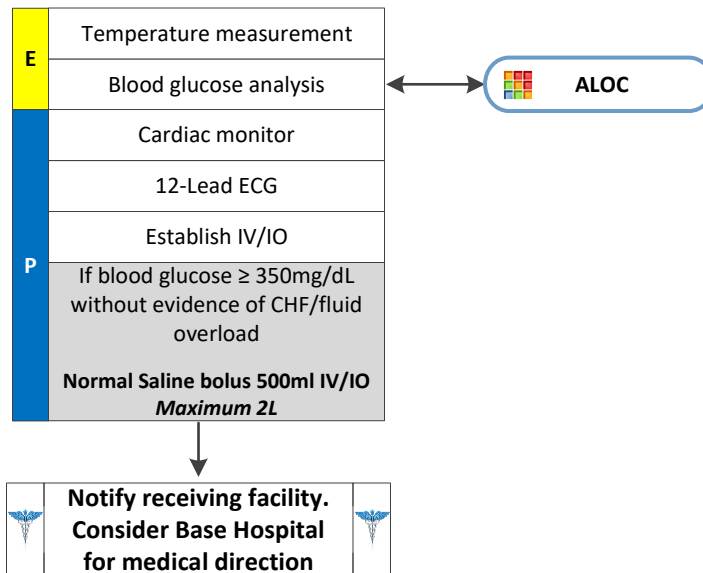 E
Temperature measurement
Blood glucose analysis
ALOC
P
Cardiac monitor
12-Lead ECG
Establish IV/IO
If blood glucose ≥ 350mg/dL
without evidence of CHF/fluid
overload
Normal Saline bolus 500ml IV/IO
Maximum 2L
Notify receiving facility.
Consider Base Hospital
for medical direction